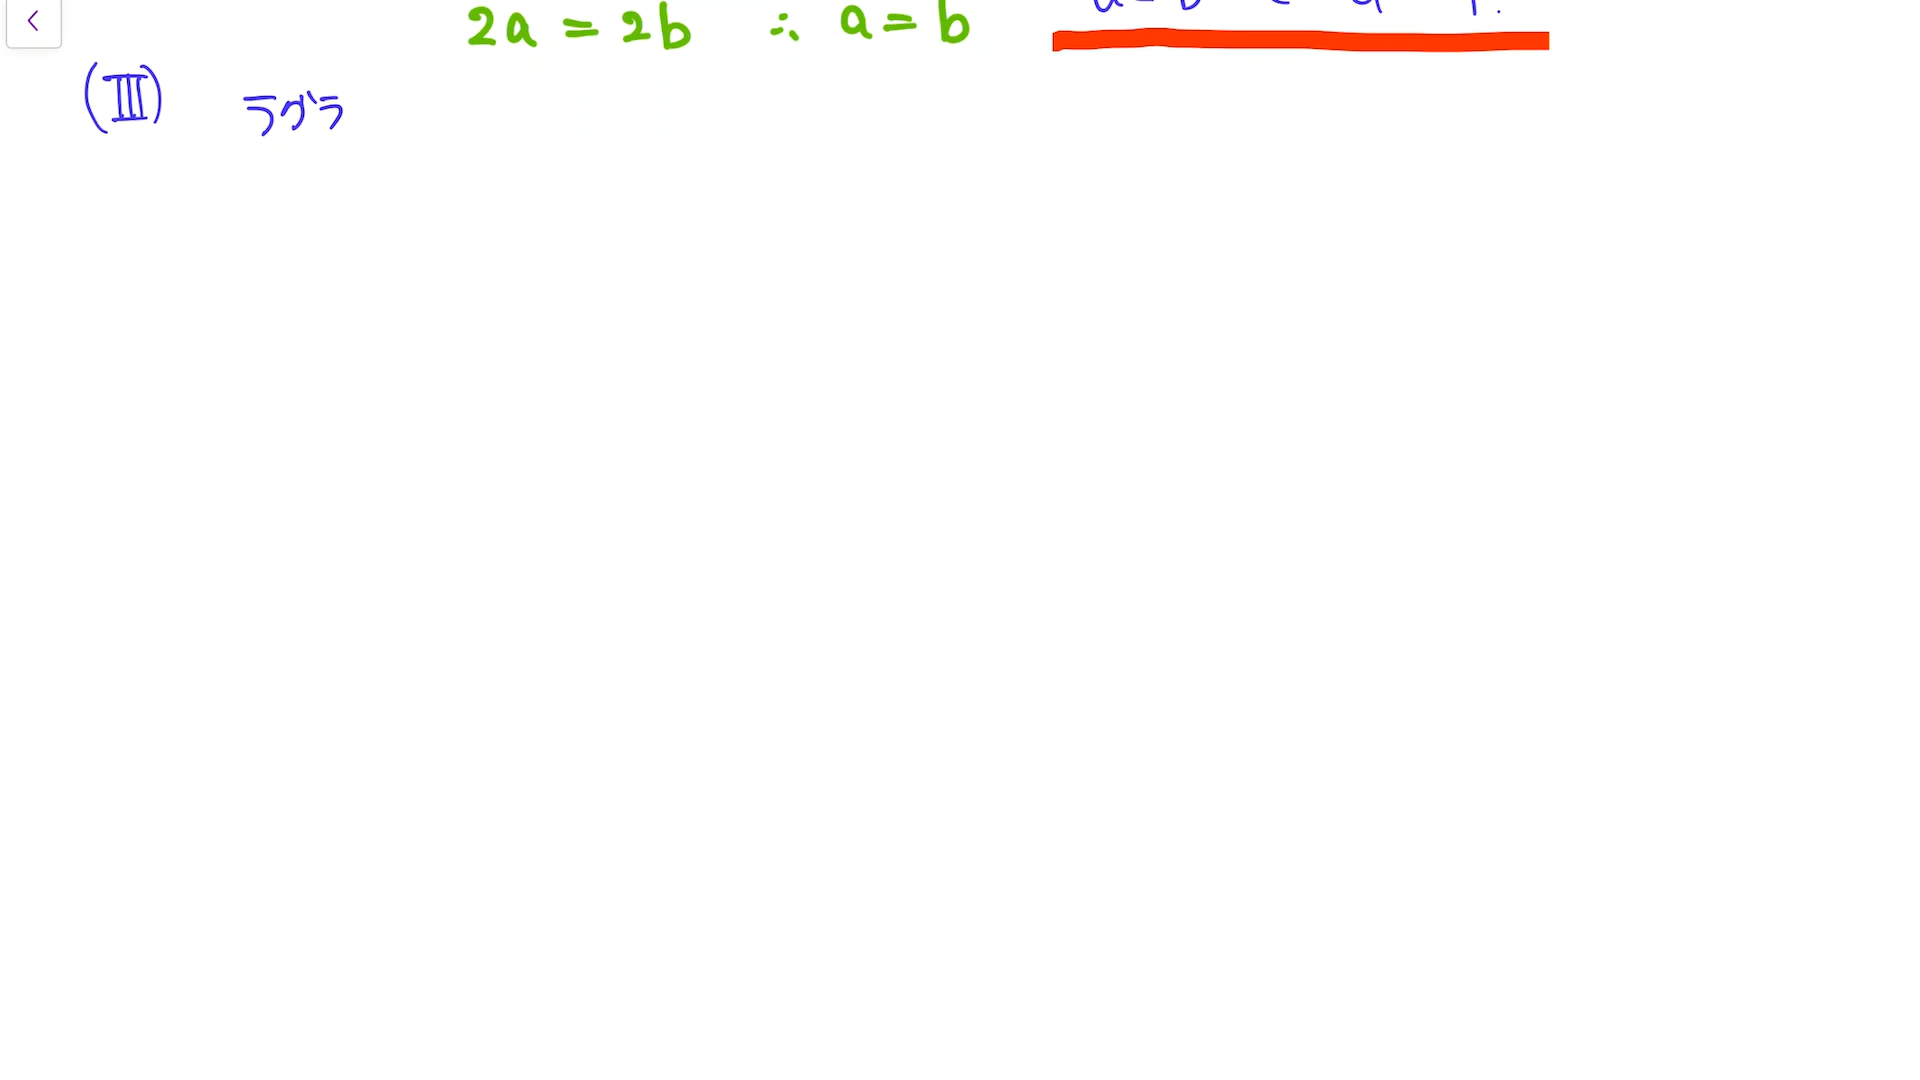 2a = 2b ∴ a = b
(III) ラグラ